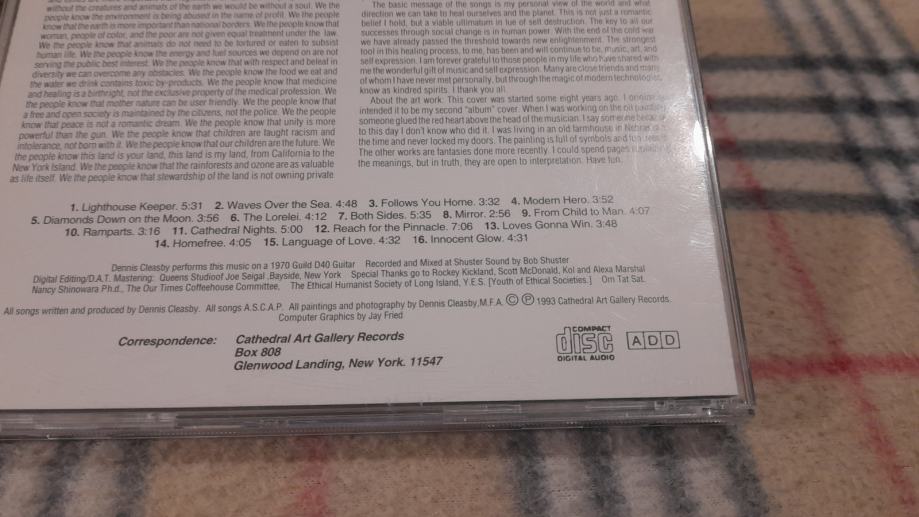 without the creatures and animals of the earth we would be without a soul. We the
people know the environment is being abused in the name of profit. We the people
know that the earth is more important than national borders. We the people know that
woman, people of color, and the poor are not given equal treatment under the law.
We the people know that animals do not need to be tortured or eaten to subsist
human life. We the people know the energy and fuel sources we depend on are not
serving the public best interest. We the people know that with respect and beleaf in
diversity we can overcome any obstacles. We the people know the food we eat and
the water we drink contains toxic by-products. We the people know that medicine
and healing is a birthright, not the exclusive property of the medical profession. We
the people know that mother nature can be user friendly. We the people know that
a free and open society is maintained by the citizens, not the police. We the people
know that peace is not a romantic dream. We the people know that unity is more
powerful than the gun. We the people know that children are taught racism and
intolerance, not born with it. We the people know that our children are the future. We
the people know this land is your land, this land is my land, from California to the
New York Island. We the people know that the rainforests and ozone are as valuable
as life itself. We the people know that stewardship of the land is not owning private
The basic message of the songs is my personal view of the world and what
direction we can take to heal ourselves and the planet. This is not just a romantic
belief I hold, but a viable ultimatum in lue of self destruction. The key to all our
successes through social change is in human power. With the end of the cold war
we have already passed the threshold towards new enlightenment. The strongest
tool in this healing process, to me, has been and will continue to be, music, art, and
self expression. I am forever grateful to those people in my life who have shared with
me the wonderful gift of music and self expression. Many are close friends and many
of whom I have never met personally, but through the magic of modern technologies,
know as kindred spirits. I thank you all.
About the art work: This cover was started some eight years ago. I originally
intended it to be my second "album" cover. When I was working on the oil painting
someone glued the red heart above the head of the musician. I say someone because
to this day I don't know who did it. I was living in an old farmhouse in
the time and never locked my doors. The painting is full of symbols and
The other works are fantasies done more recently. I could spend pages
the meanings, but in truth, they are open to interpretation. Have fun.
1. Lighthouse Keeper. 5:31 2. Waves Over the Sea. 4:48 3. Follows You Home. 3:32 4. Modern Hero. 3:52
5. Diamonds Down on the Moon. 3:56 6. The Lorelei. 4:12 7. Both Sides. 5:35 8. Mirror. 2:56 9. From Child to Man. 4:07
10. Ramparts. 3:16 11. Cathedral Nights. 5:00 12. Reach for the Pinnacle. 7:06 13. Loves Gonna Win. 3:48
14. Homefree. 4:05 15. Language of Love. 4:32 16. Innocent Glow. 4:31
Dennis Cleasby performs this music on a 1970 Guild D40 Guitar Recorded and Mixed at Shuster Sound by Bob Shuster
Digital Editing/D.A.T. Mastering: Queens Studioof Joe Seigal ,Bayside, New York Special Thanks go to Rockey Kickland, Scott McDonald, Kol and Alexa Marshal
Nancy Shinowara Ph.d., The Our Times Coffeehouse Committee, The Ethical Humanist Society of Long Island, Y.E.S. [Youth of Ethical Societies.] Om Tat Sat.
All songs written and produced by Dennis Cleasby. All songs A.S.C.A.P. All paintings and photography by Dennis Cleasby,M.F.A. © ℗ 1993 Cathedral Art Gallery Records.
Computer Graphics by Jay Fried
Correspondence: Cathedral Art Gallery Records
Box 808
Glenwood Landing, New York. 11547
COMPACT
disc
DIGITAL AUDIO
ADD